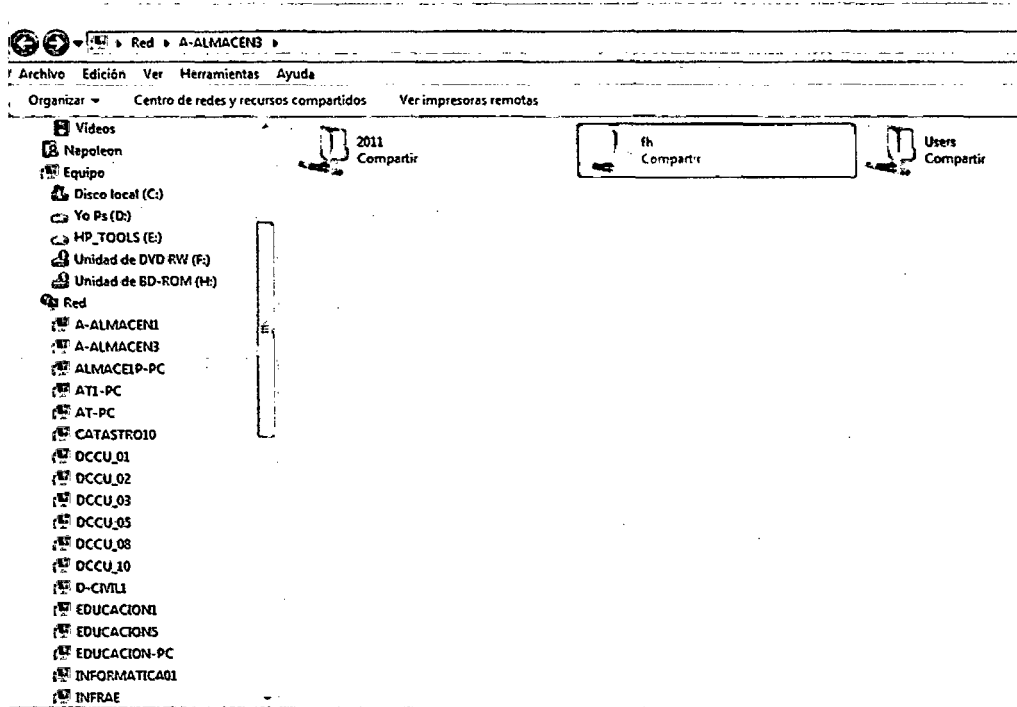 Red ▸ A-ALMACEN3 ▸
Archivo Edición Ver Herramientas Ayuda
Organizar Centro de redes y recursos compartidos Ver impresoras remotas
Vídeos
Napoleon
Equipo
Disco local (C:)
Yo Ps (D:)
HP_TOOLS (E:)
Unidad de DVD RW (F:)
Unidad de BD-ROM (H:)
Red
A-ALMACEN1
A-ALMACEN3
ALMACE1P-PC
AT1-PC
AT-PC
CATASTRO10
DCCU_01
DCCU_02
DCCU_03
DCCU_05
DCCU_08
DCCU_10
D-CIVIL1
EDUCACION1
EDUCACION5
EDUCACION-PC
INFORMATICA01
INFRAE
2011
Compartir
fh
Compartir
Users
Compartir